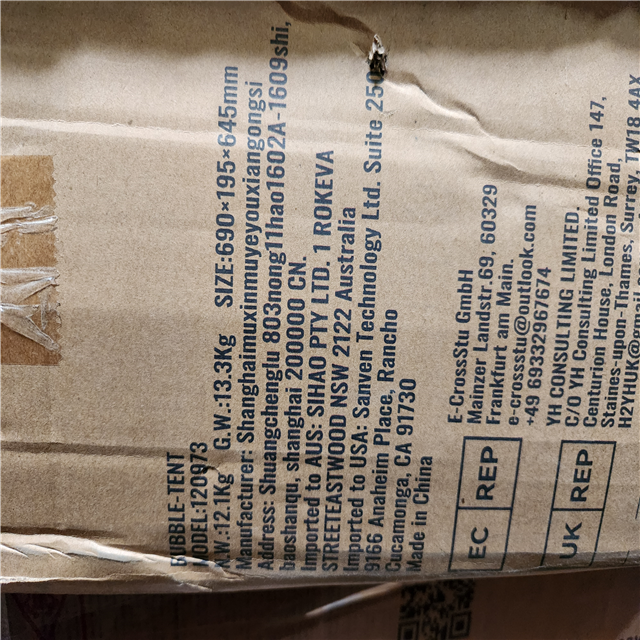 BUBBLE-TENT
MODEL:120973
N.W.:12.1Kg G.W.:13.3Kg SIZE:690×195×645mm
Manufacturer: Shanghaimuxinmuyeyouxiangongsi
Address: Shuangchenglu 803nong11hao1602A-1609shi,
baoshanqu, shanghai 200000 CN.
Imported to AUS: SIHAO PTY LTD. 1 ROKEVA
STREETEASTWOOD NSW 2122 Australia
Imported to USA: Sanven Technology Ltd. Suite 250
9166 Anaheim Place, Rancho
Cucamonga, CA 91730
Made in China
EC REP
E-CrossStu GmbH
Mainzer Landstr.69, 60329
Frankfurt am Main.
e-crossstu@outlook.com
+49 69332967674
UK REP
YH CONSULTING LIMITED.
C/O YH Consulting Limited Office 147,
Centurion House, London Road,
Staines-upon-Thames, Surrey, TW18 4AX